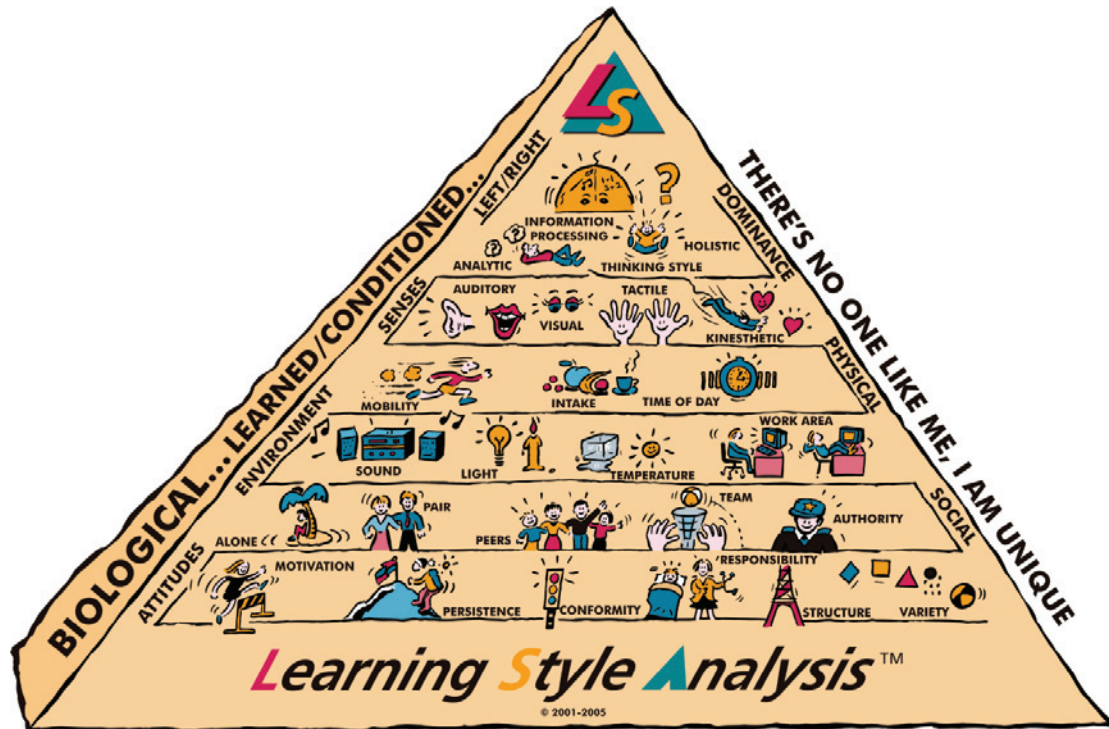 LS
BIOLOGICAL... LEARNED/CONDITIONED...
THERE'S NO ONE LIKE ME, I AM UNIQUE
LEFT/RIGHT
DOMINANCE
INFORMATION
PROCESSING
ANALYTIC
THINKING STYLE
HOLISTIC
SENSES
AUDITORY
VISUAL
TACTILE
KINESTHETIC
PHYSICAL
MOBILITY
INTAKE
TIME OF DAY
ENVIRONMENT
SOUND
LIGHT
TEMPERATURE
WORK AREA
SOCIAL
ALONE
PAIR
PEERS
TEAM
AUTHORITY
ATTITUDES
MOTIVATION
PERSISTENCE
CONFORMITY
RESPONSIBILITY
STRUCTURE
VARIETY
Learning Style Analysis™
© 2001-2005